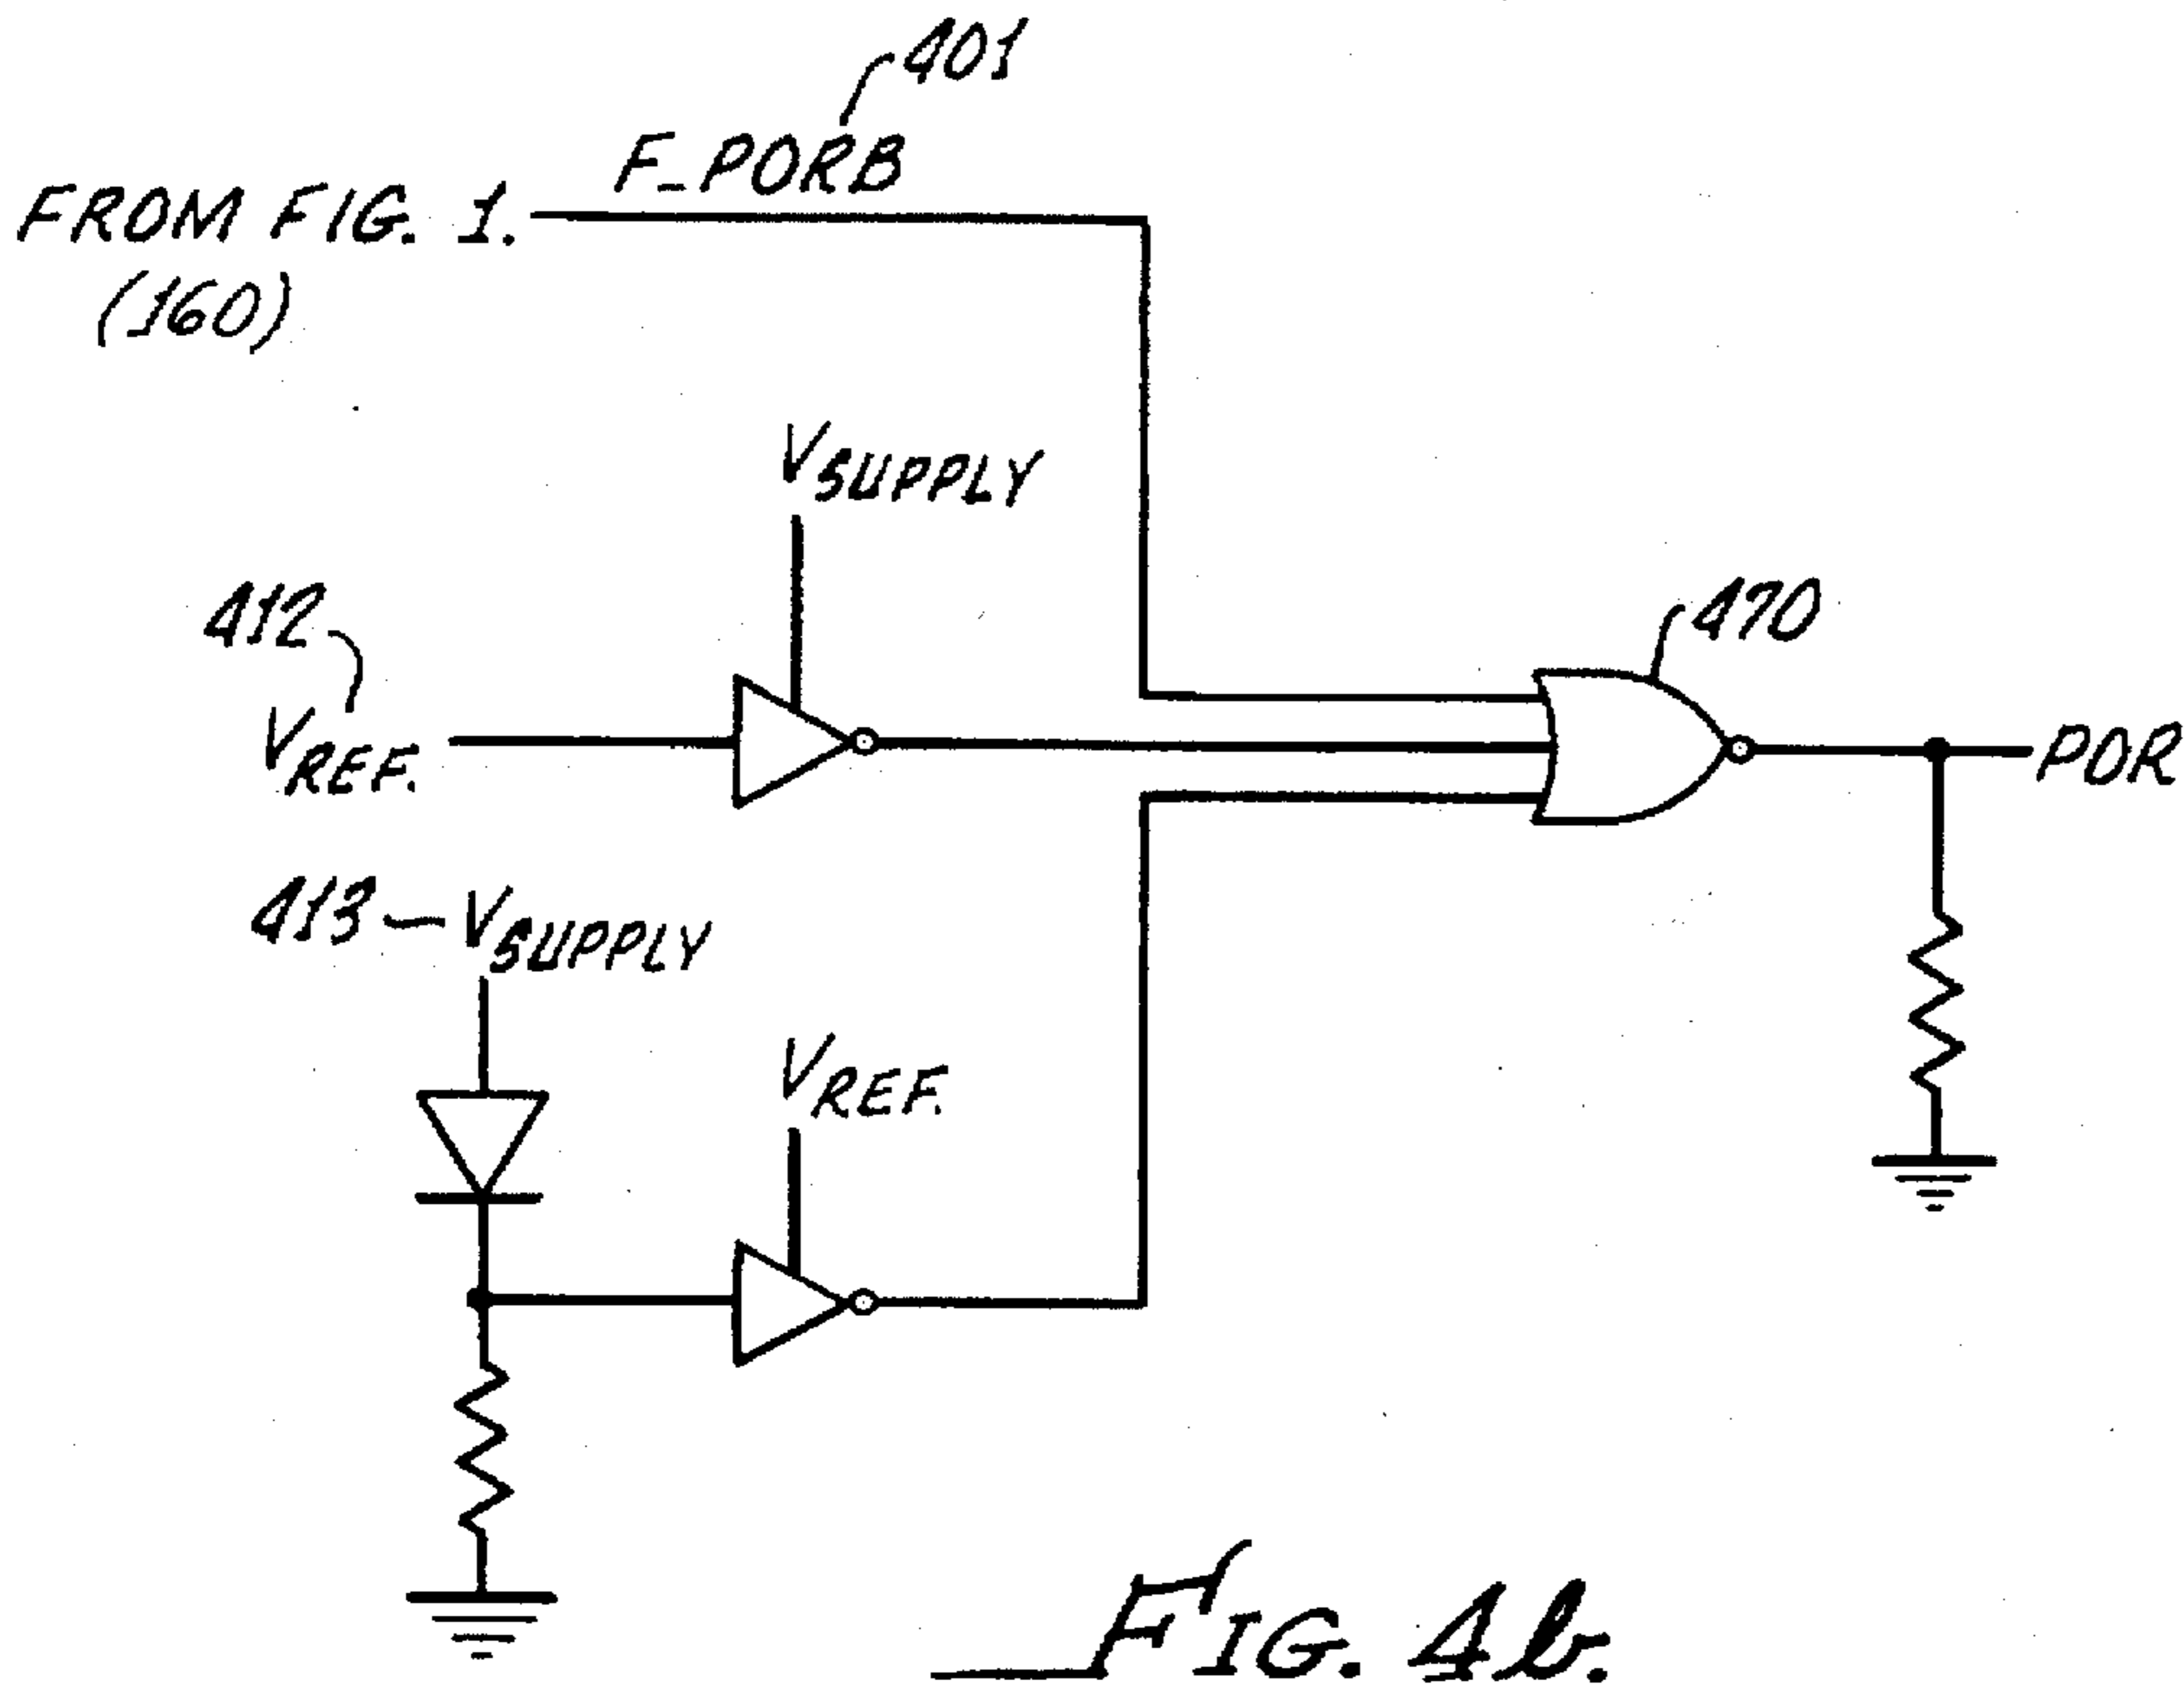 401
F_PORB
FROM FIG. 1.
(160)
VSUPPLY
412
VREF.
470
POR
413 VSUPPLY
VREF.
FIG. 4b.